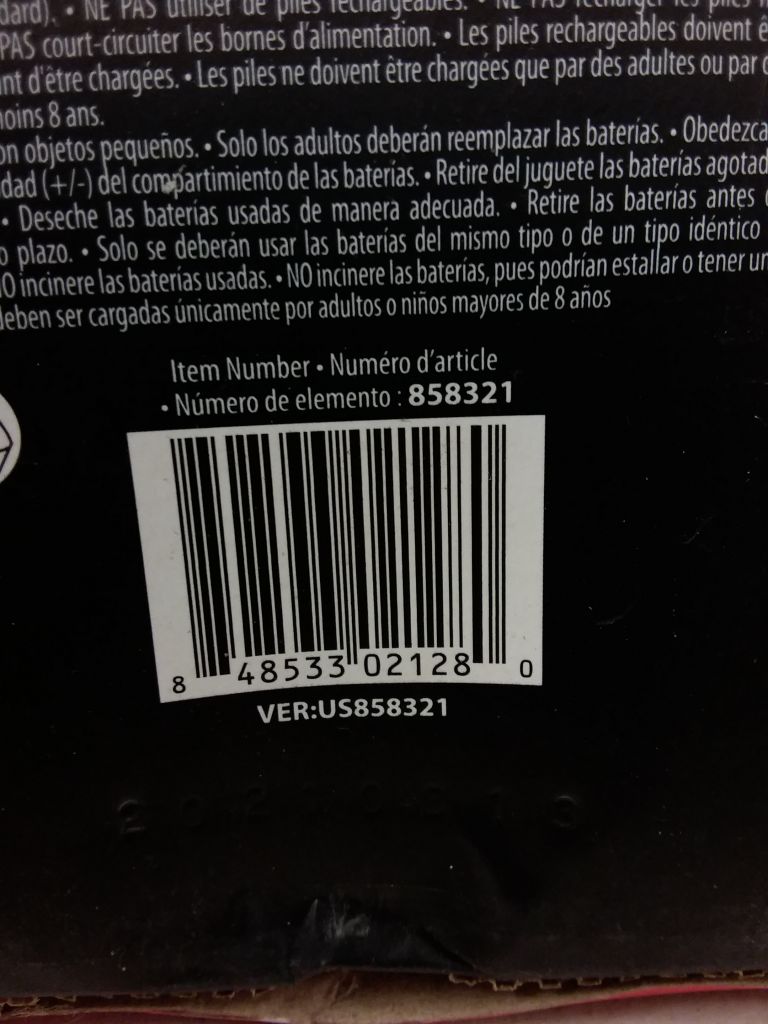 dard). • NE PAS utiliser de piles rechargeables. • NE PAS recharger les piles
PAS court-circuiter les bornes d'alimentation. • Les piles rechargeables doivent ê
nt d'être chargées. • Les piles ne doivent être chargées que par des adultes ou par
moins 8 ans.
on objetos pequeños. • Solo los adultos deberán reemplazar las baterías. • Obedezca
dad (+/-) del compartimiento de las baterías. • Retire del juguete las baterías agotad
• Deseche las baterías usadas de manera adecuada. • Retire las baterías antes
o plazo. • Solo se deberán usar las baterías del mismo tipo o de un tipo idéntico
NO incinere las baterías usadas. • NO incinere las baterías, pues podrían estallar o tener un
deben ser cargadas únicamente por adultos o niños mayores de 8 años
Item Number • Numéro d'article
• Número de elemento : 858321
8 48533 02128 0
VER:US858321